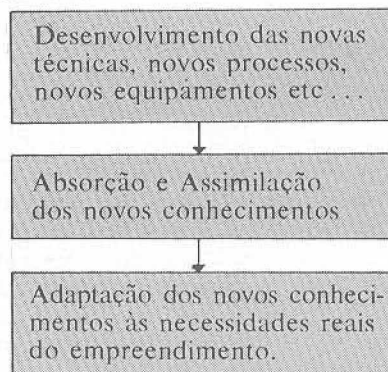 Desenvolvimento das novas
técnicas, novos processos,
novos equipamentos etc ...
Absorção e Assimilação
dos novos conhecimentos
Adaptação dos novos conheci-
mentos às necessidades reais
do empreendimento.